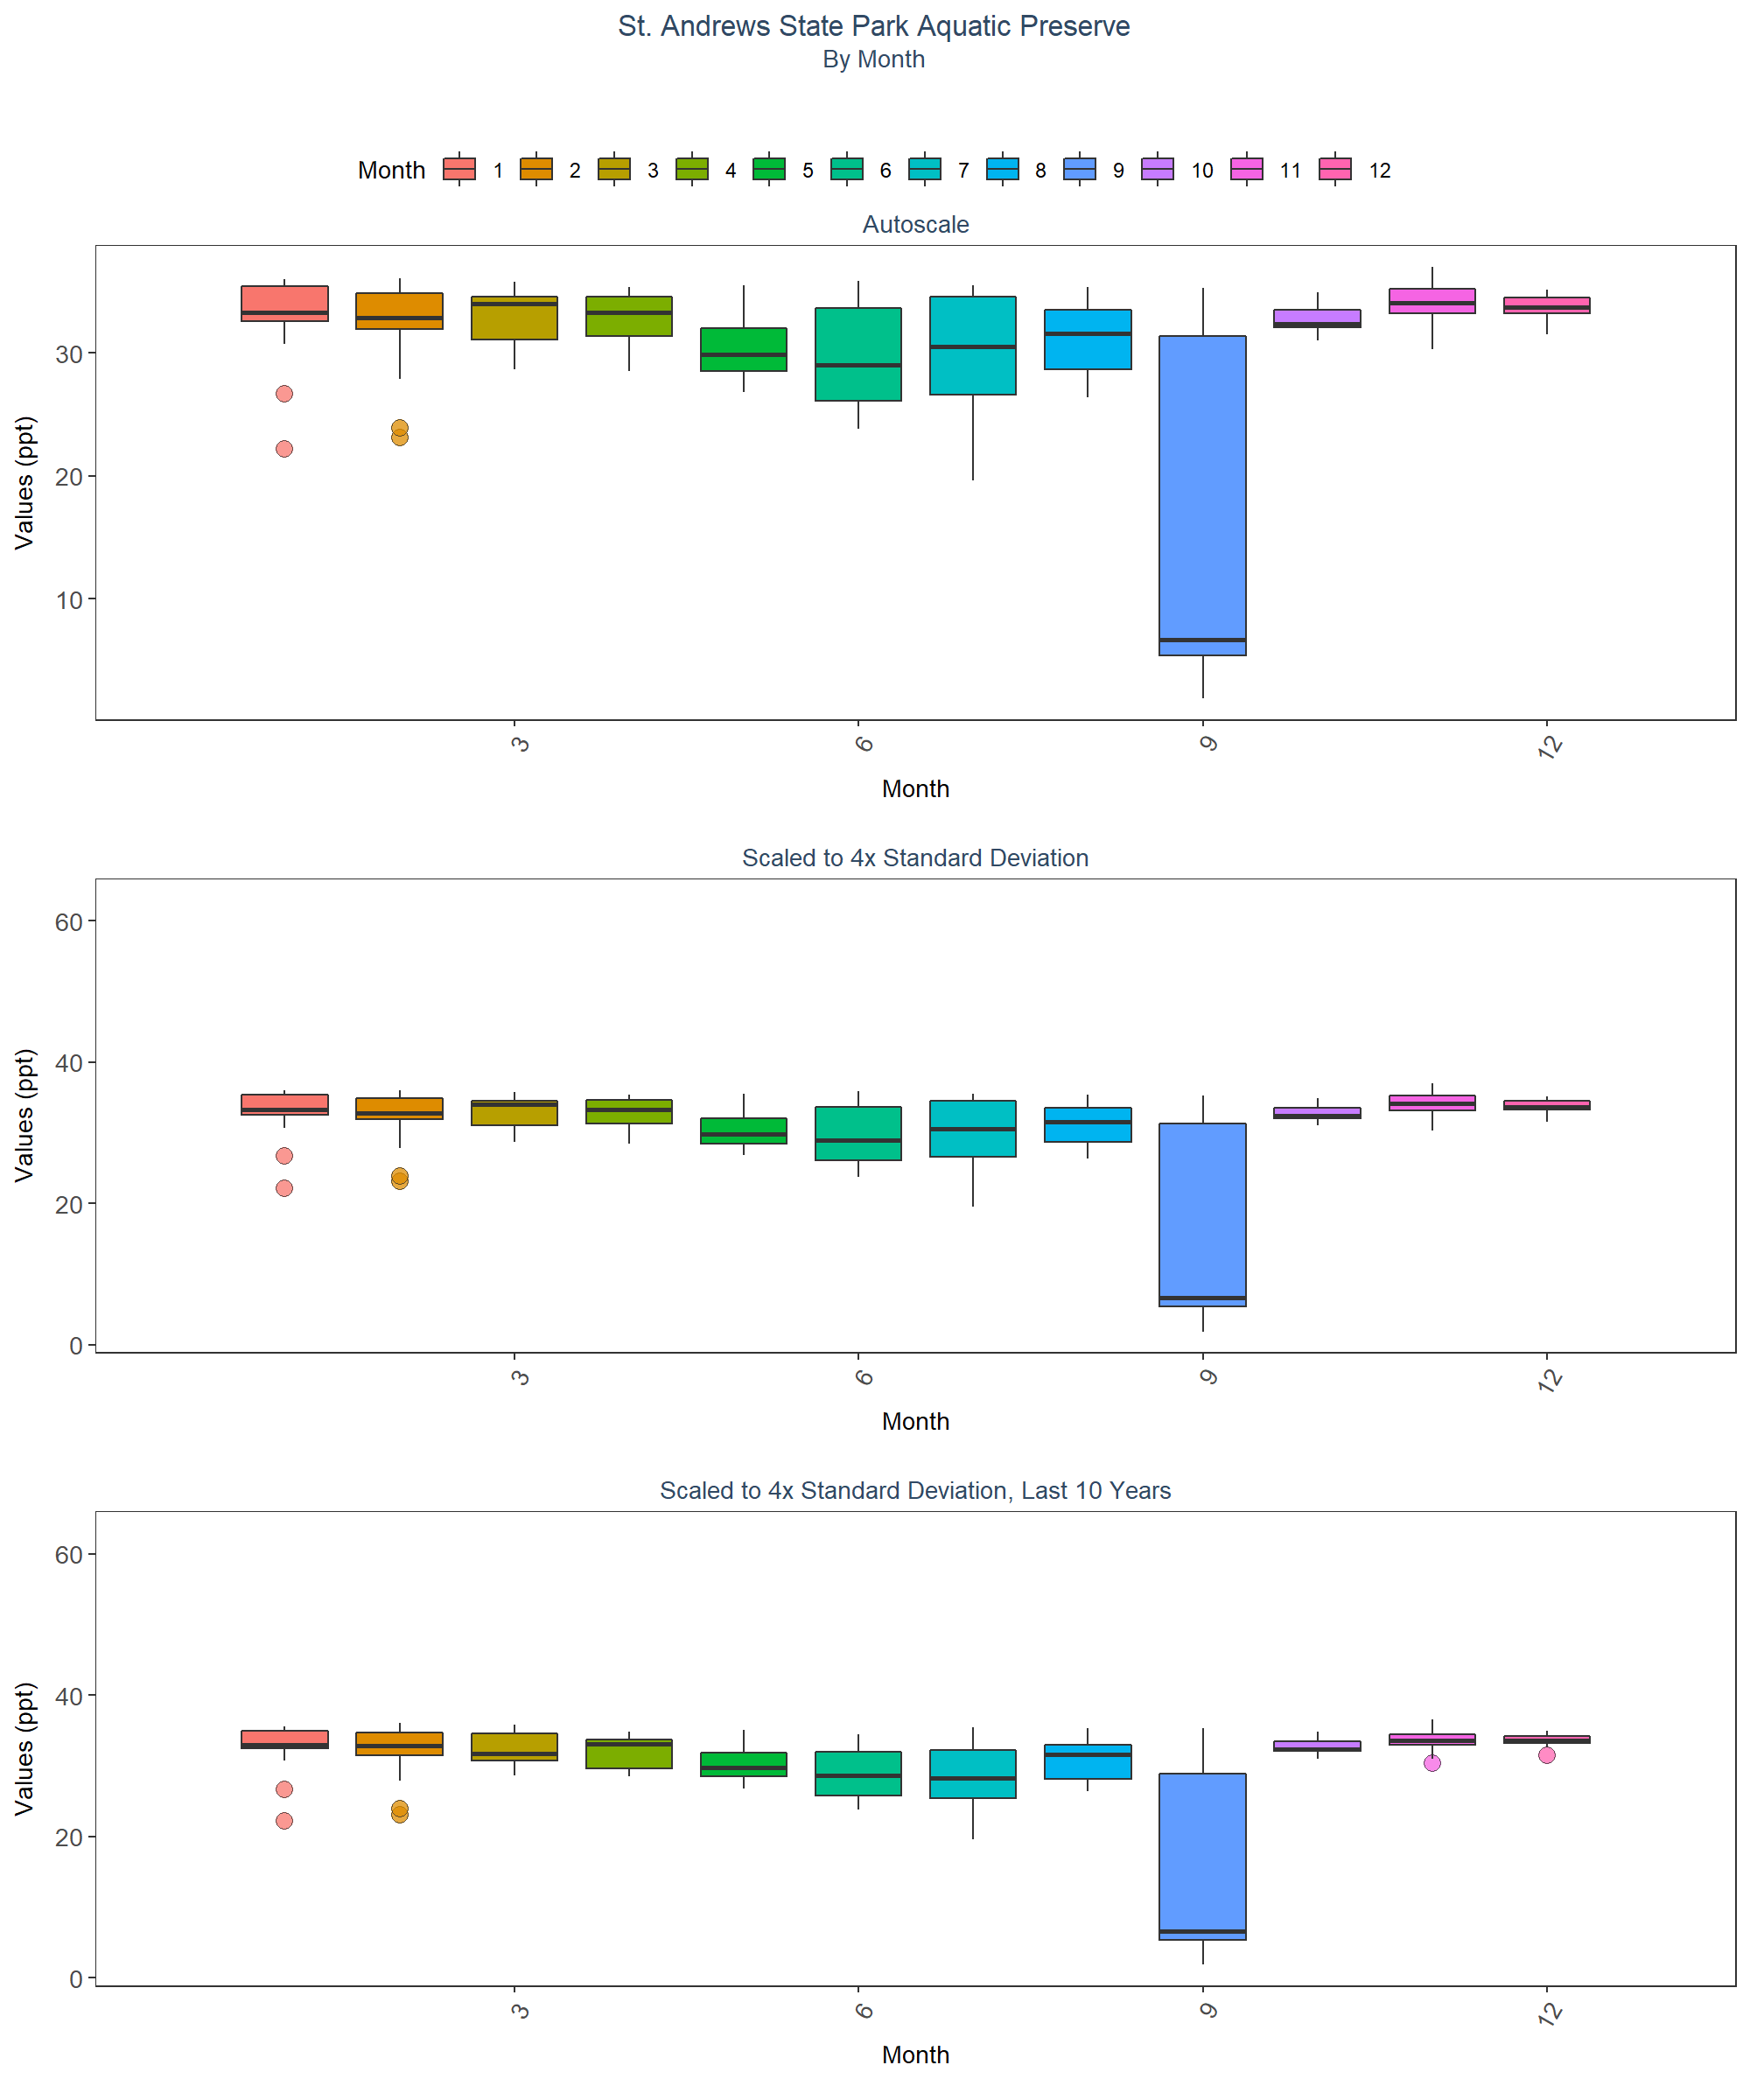 St. Andrews State Park Aquatic Preserve
By Month
Month 1 2 3 4 5 6 7 8 9 10 11 12
Autoscale
Values (ppt)
30
20
10
3 6 9 12
Month
Scaled to 4x Standard Deviation
Values (ppt)
60
40
20
0
3 6 9 12
Month
Scaled to 4x Standard Deviation, Last 10 Years
Values (ppt)
60
40
20
0
3 6 9 12
Month